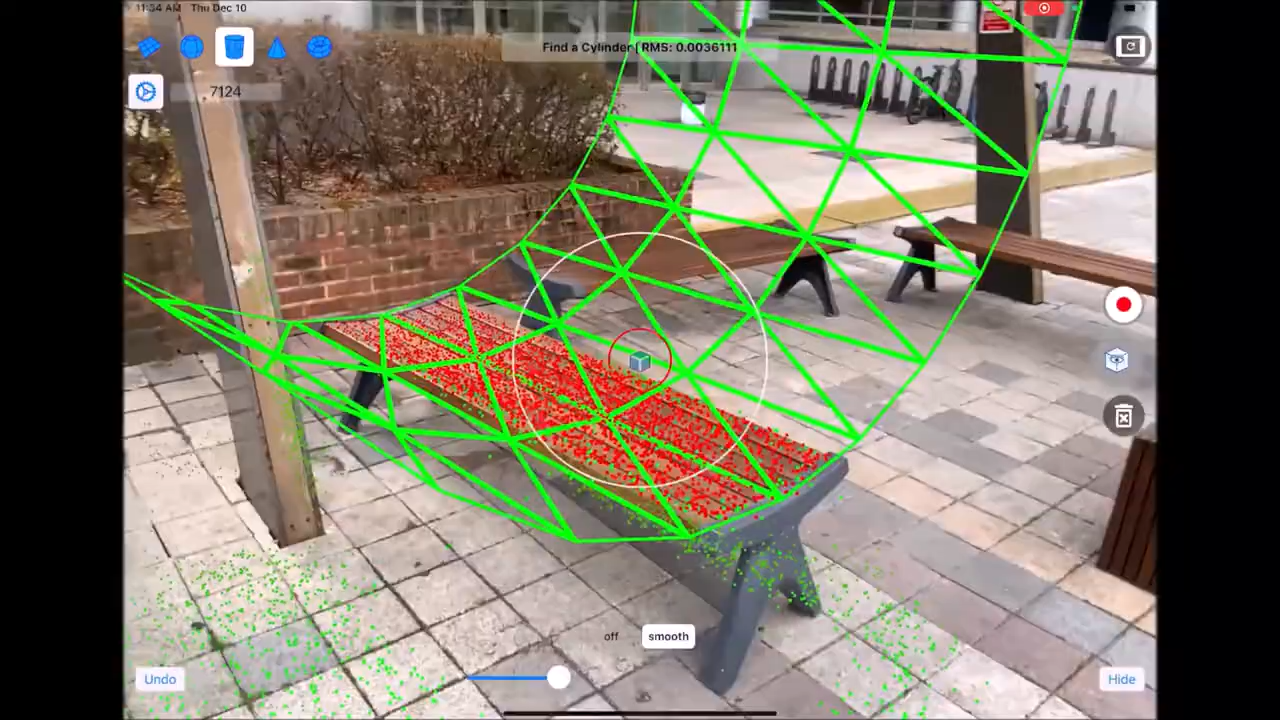 11:34 AM Thu Dec 10
Find a Cylinder | RMS: 0.0036111
7124
off
smooth
Undo
Hide